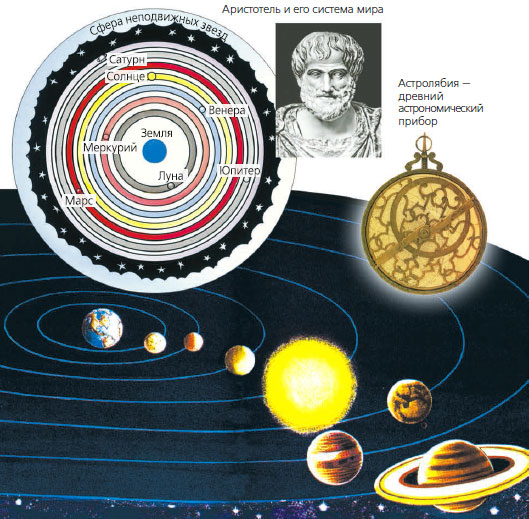 Аристотель и его система мира
Сфера неподвижных звезд
Сатурн
Солнце
Венера
Земля
Меркурий
Луна
Юпитер
Марс
Астролябия —
древний
астрономический
прибор